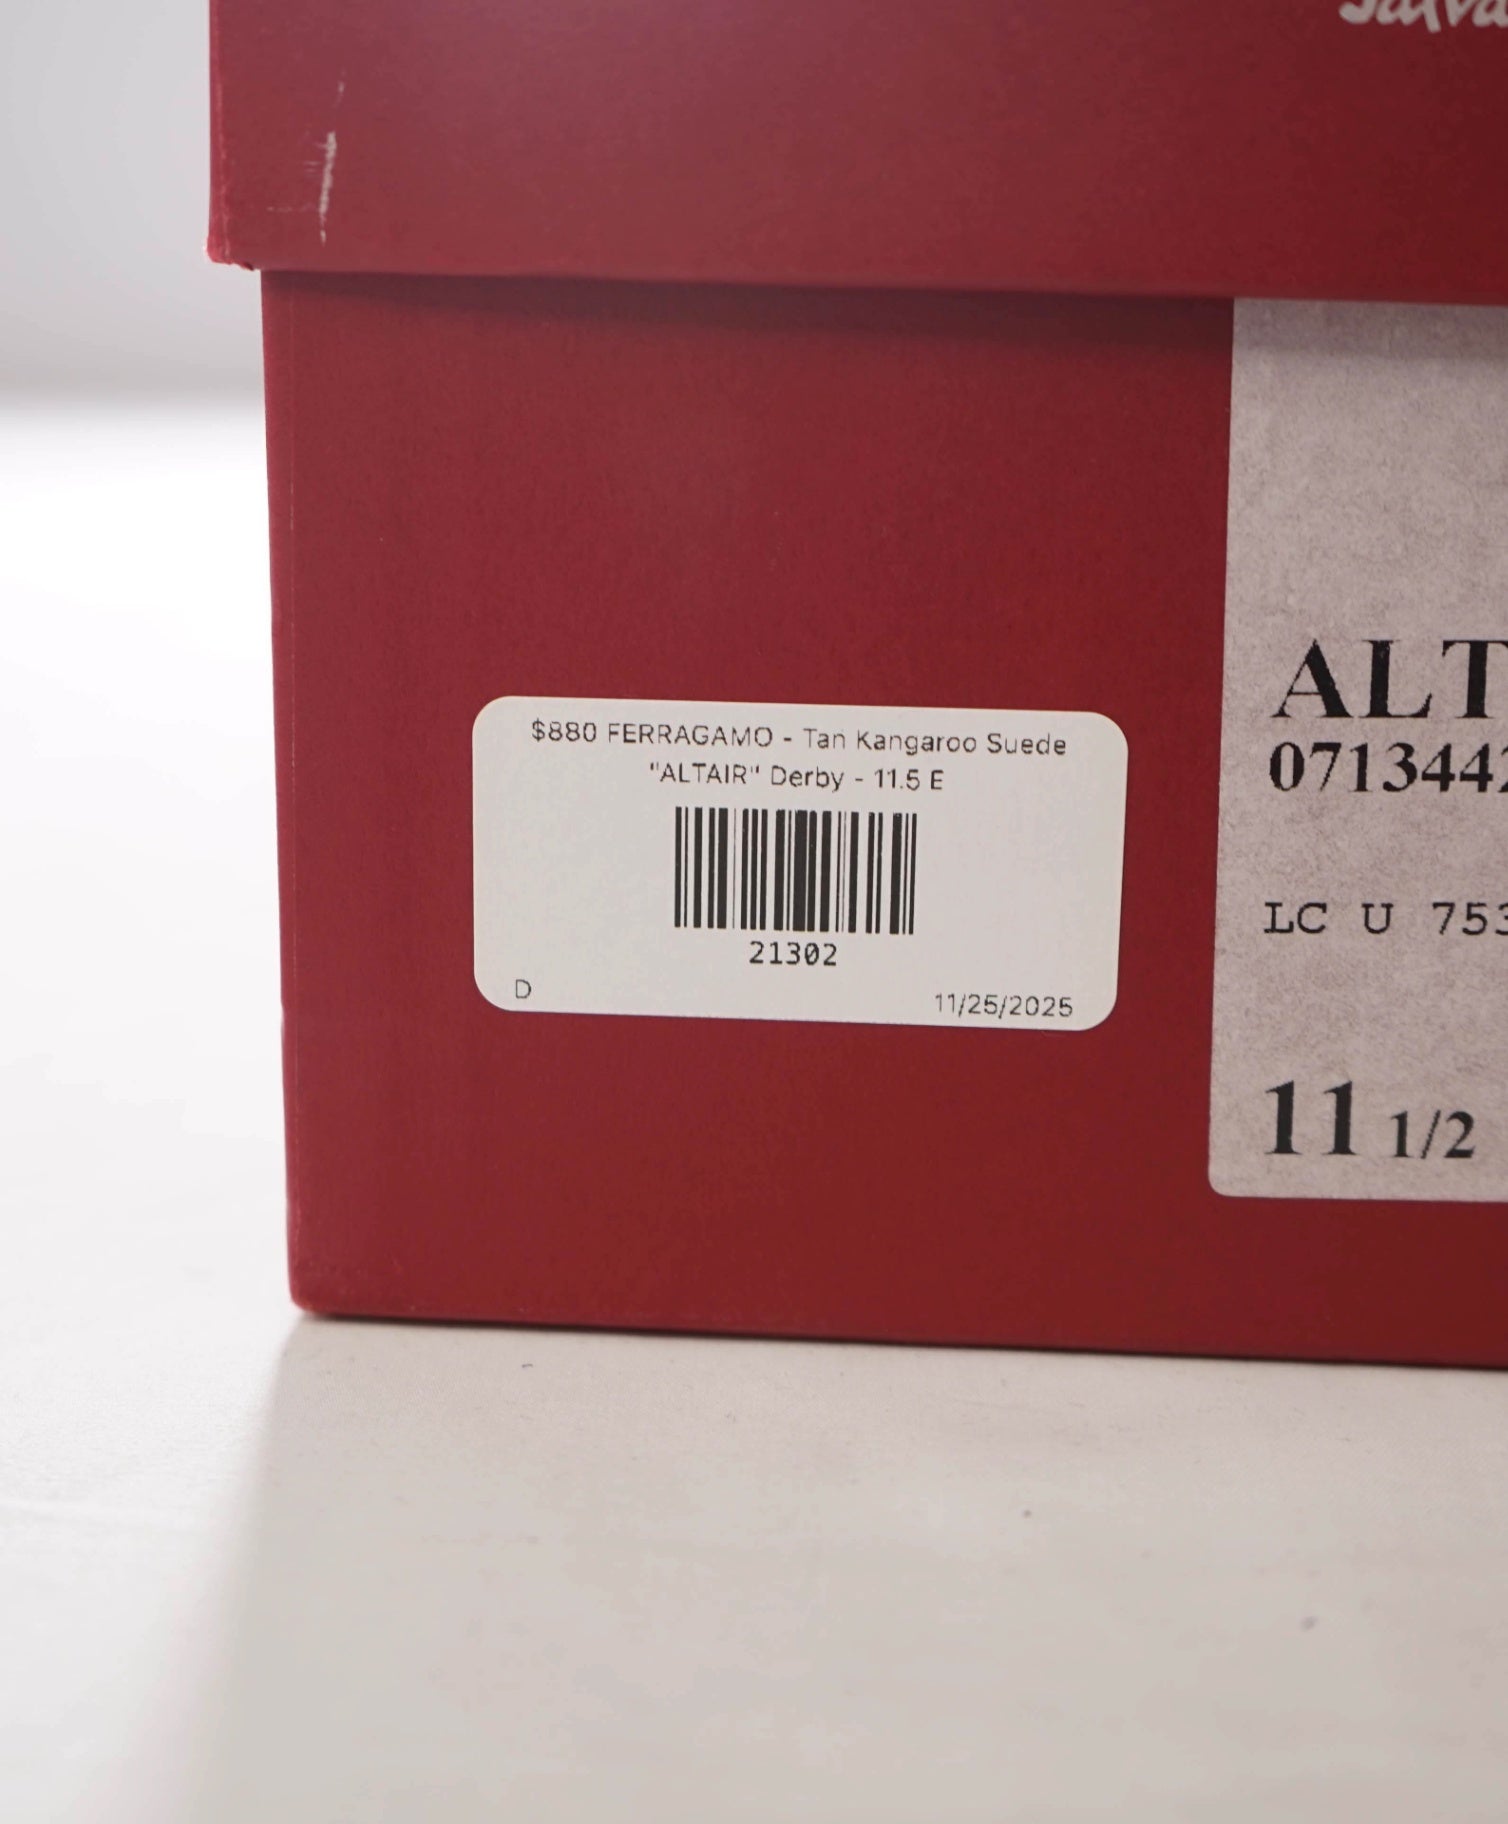 $880 FERRAGAMO - Tan Kangaroo Suede
"ALTAIR" Derby - 11.5 E
21302
D
11/25/2025
ALT
071344
LC U 753
11 1/2